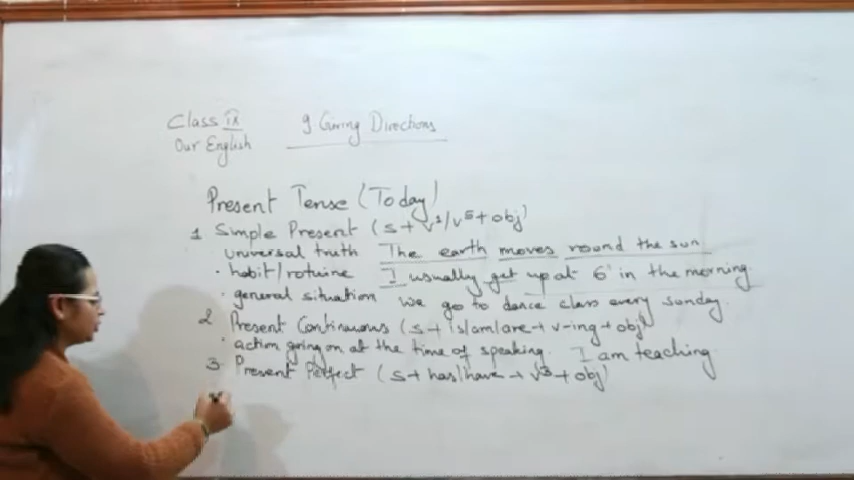 Class IX
9 Giving Directions
Our English
Present Tense (Today)
1 Simple Present (s + v¹/v⁵ + obj)
universal truth The earth moves round the sun
• habit/rotuine I usually get up at 6' in the morning.
• general situation we go to dance class every Sunday.
2 Present Continuous (s + is/am/are + v-ing + obj)
• action going on at the time of speaking. I am teaching
3 Present Perfect (s + has/have + v³ + obj)